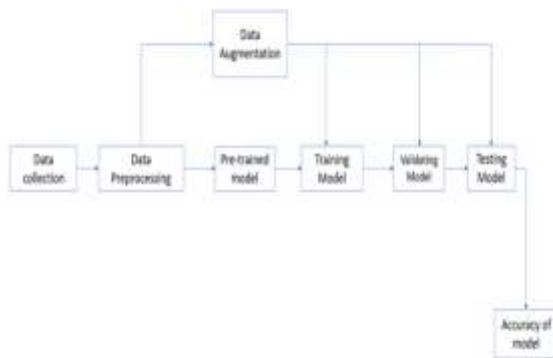 Data
Augmentation
Data
collection
Data
Preprocessing
Pre-trained
model
Training
Model
Validating
Model
Testing
Model
Accuracy of
model